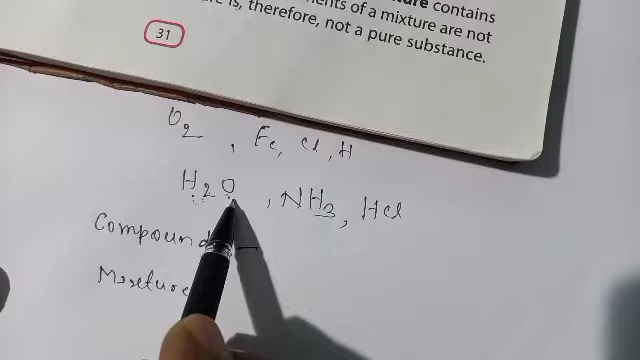 contains
of a mixture are not
is, therefore, not a pure substance.
31
O2, Fe, Cl, H
H2O, NH3, HCl
Compound
Mixture